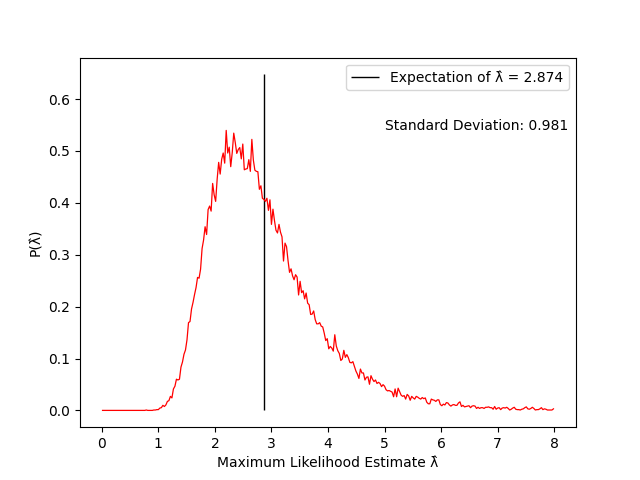 Expectation of λ̂ = 2.874
Standard Deviation: 0.981
P(λ̂)
0.6
0.5
0.4
0.3
0.2
0.1
0.0
0 1 2 3 4 5 6 7 8
Maximum Likelihood Estimate λ̂